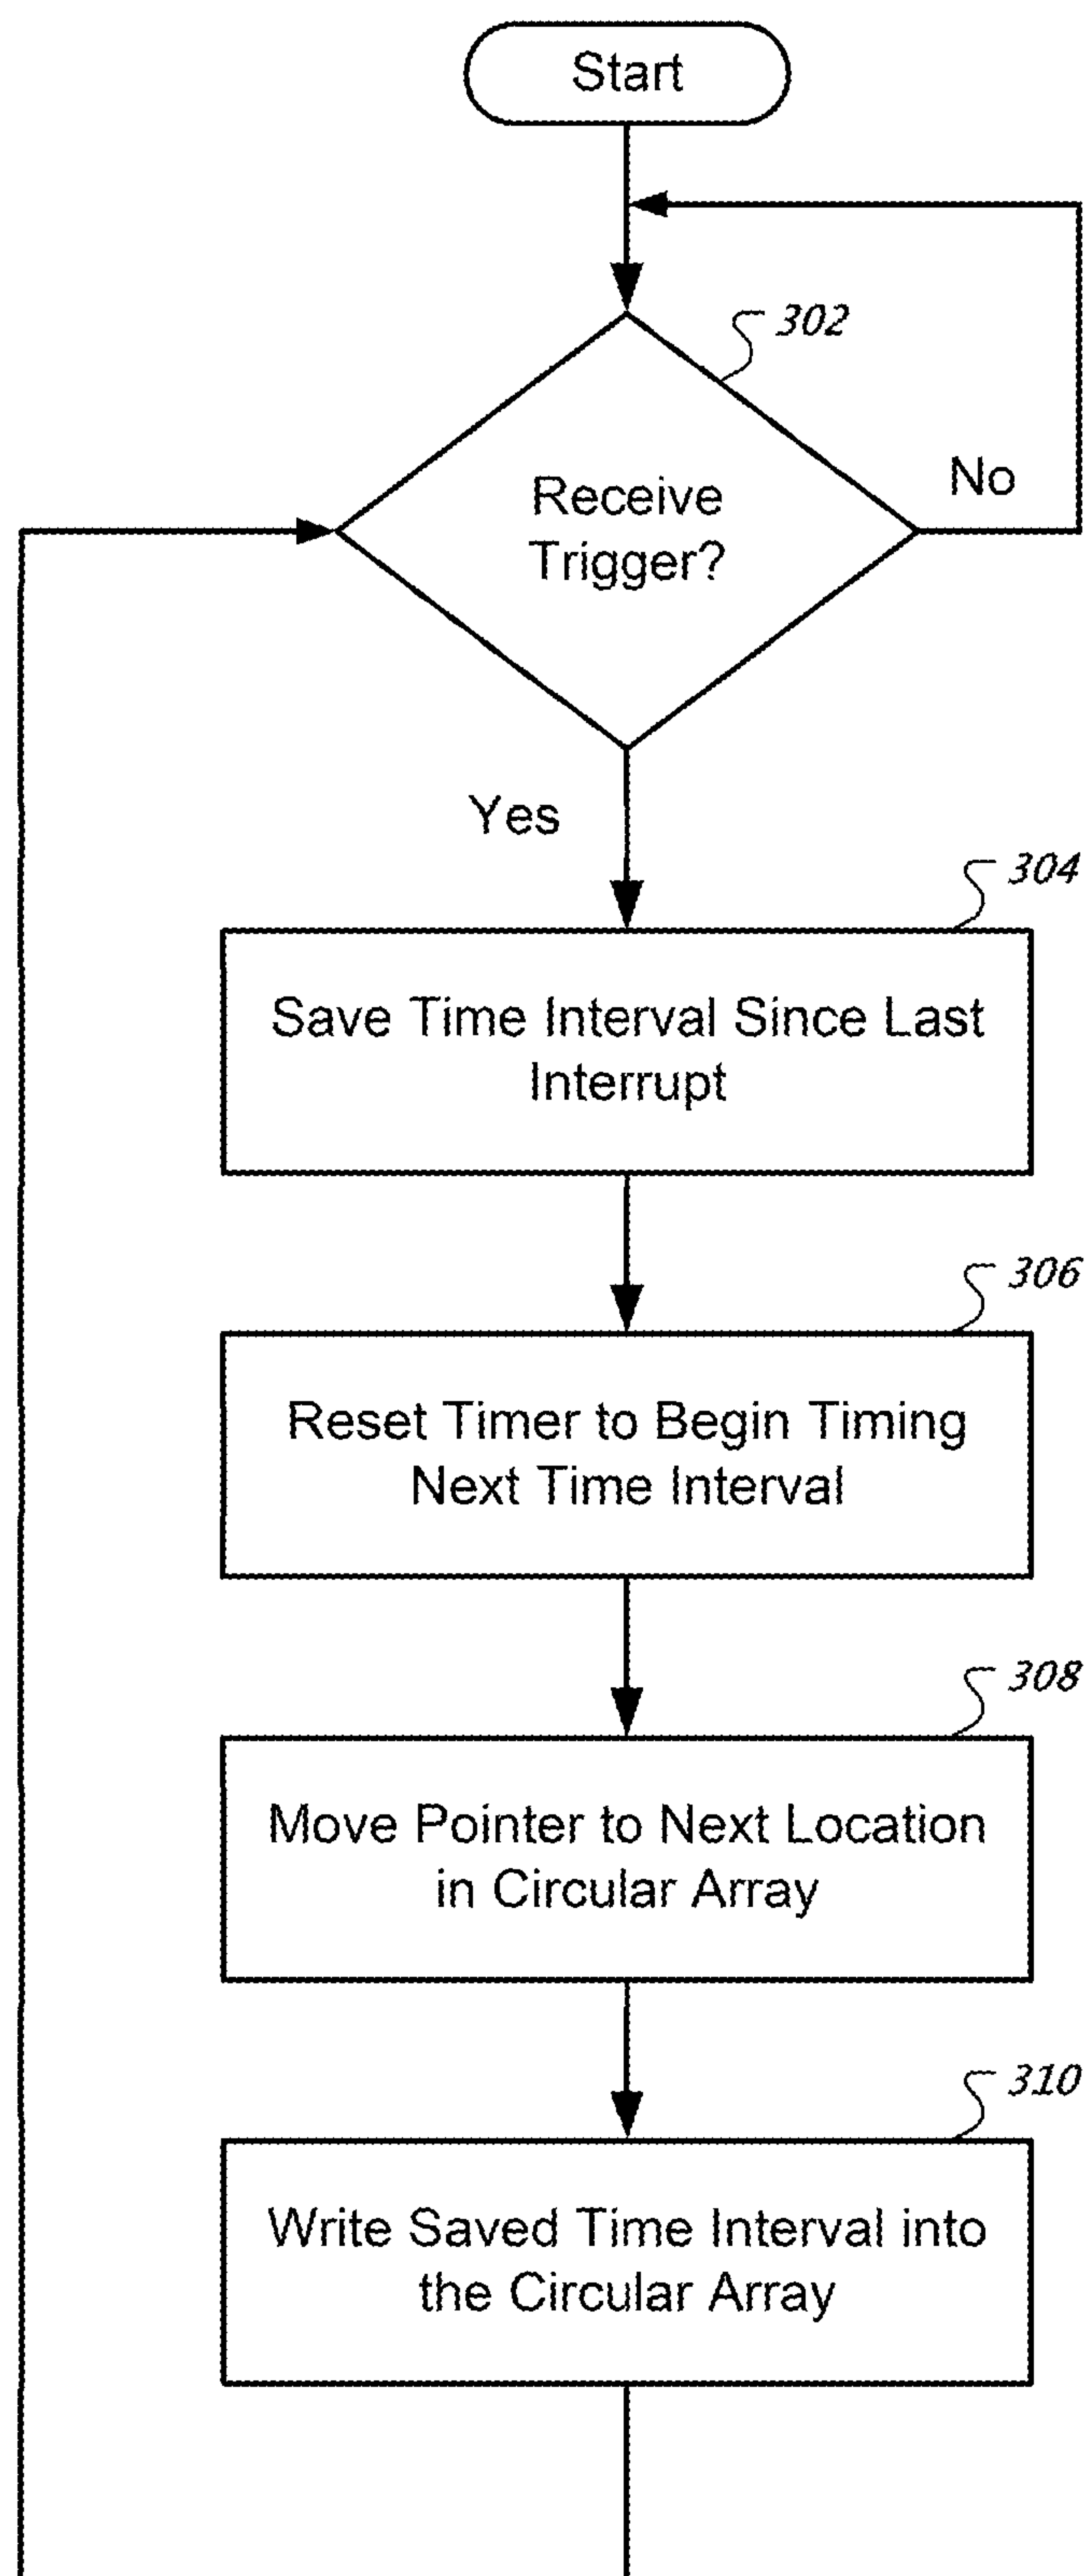 Start
302
Receive
Trigger?
No
Yes
304
Save Time Interval Since Last
Interrupt
306
Reset Timer to Begin Timing
Next Time Interval
308
Move Pointer to Next Location
in Circular Array
310
Write Saved Time Interval into
the Circular Array